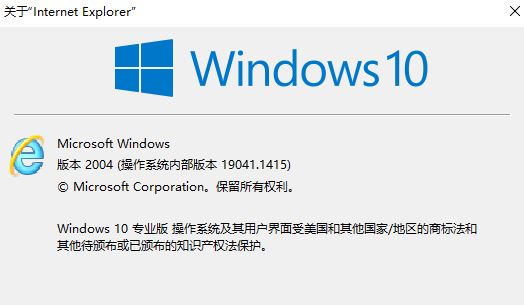 关于“Internet Explorer”
Windows 10
Microsoft Windows
版本 2004 (操作系统内部版本 19041.1415)
© Microsoft Corporation。保留所有权利。
Windows 10 专业版 操作系统及其用户界面受美国和其他国家/地区的商标法和
其他待颁布或已颁布的知识产权法保护。